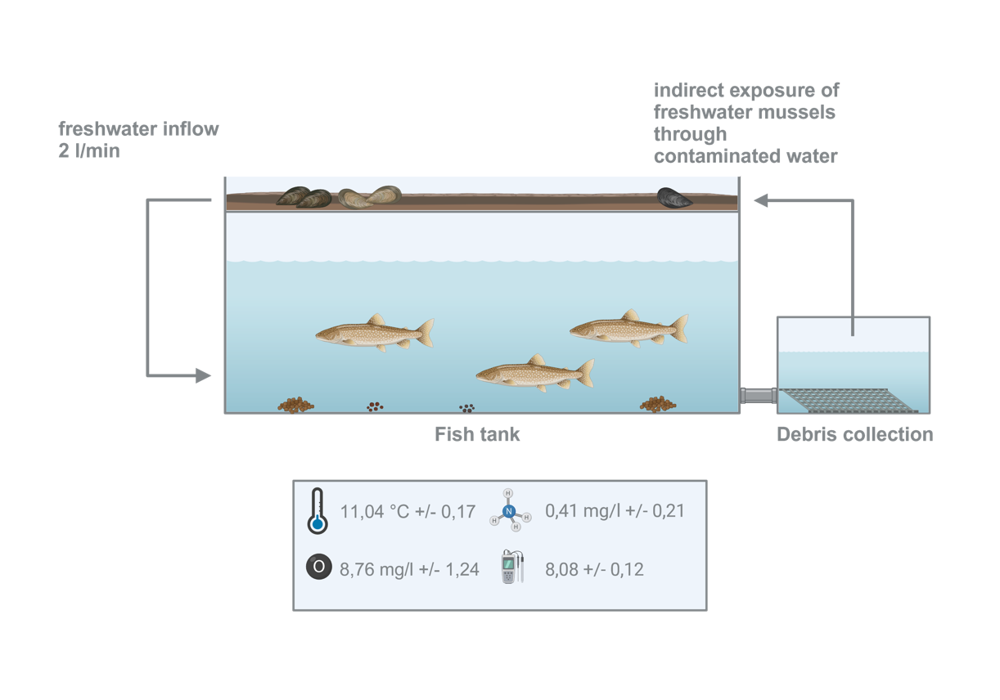 indirect exposure of
freshwater mussels
through
contaminated water
freshwater inflow
2 l/min
Fish tank
Debris collection
11,04 °C +/- 0,17
H
N
H
H
H
0,41 mg/l +/- 0,21
O
8,76 mg/l +/- 1,24
8,08 +/- 0,12